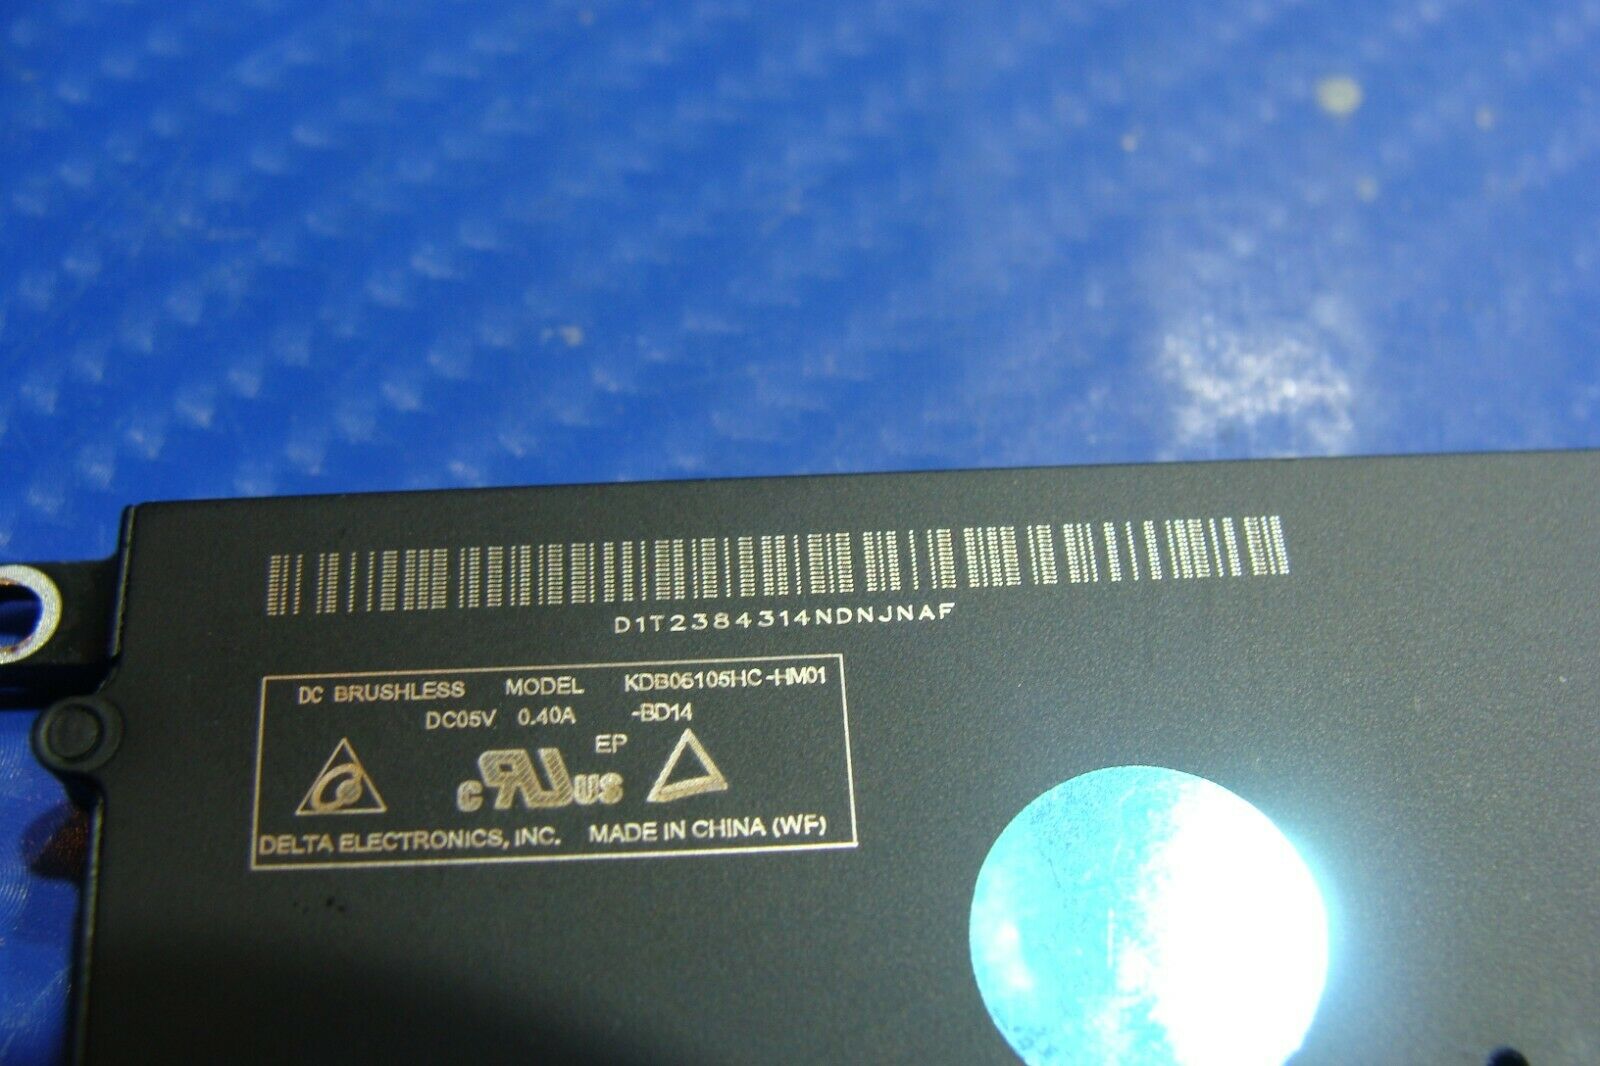 D1T2384314NDNJNAF
DC BRUSHLESS MODEL KDB06105HC-HM01
DC05V 0.40A -BD14
EP
c RU US
DELTA ELECTRONICS, INC. MADE IN CHINA (WF)